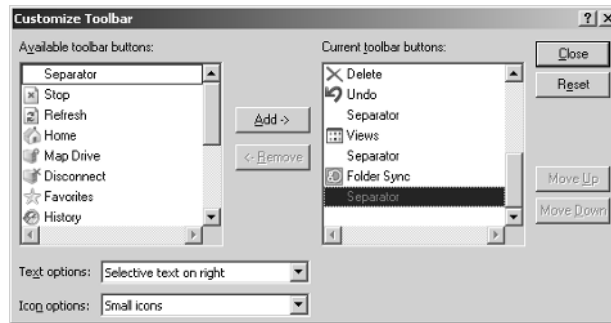 Customize Toolbar
Available toolbar buttons:
Separator
Stop
Refresh
Home
Map Drive
Disconnect
Favorites
History
Add ->
<- Remove
Current toolbar buttons:
Delete
Undo
Separator
Views
Separator
Folder Sync
Separator
Close
Reset
Move Up
Move Down
Text options: Selective text on right
Icon options: Small icons